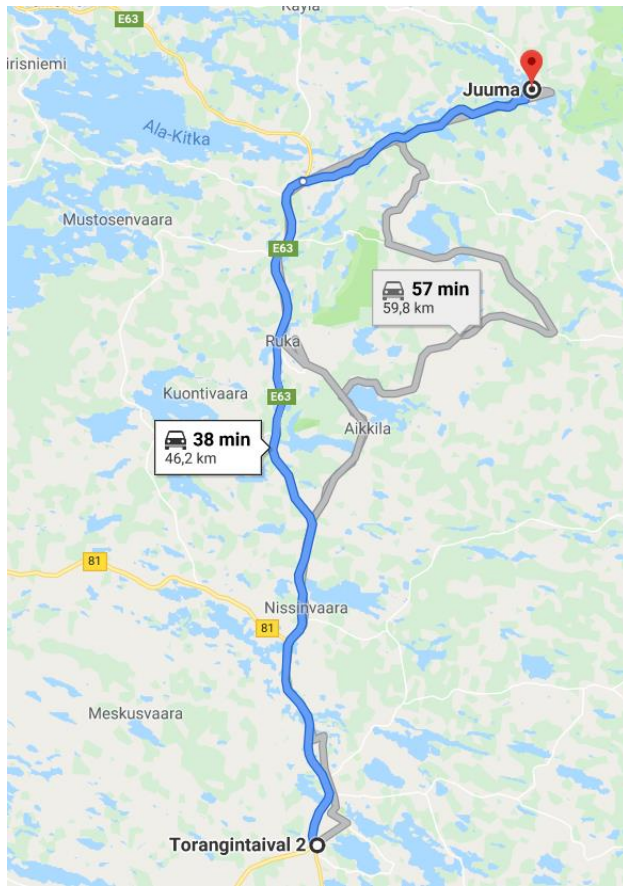 Käylä
E63
irisniemi
Juuma
Ala-Kitka
Mustosenvaara
E63
57 min
59,8 km
Ruka
Kuontivaara
E63
Aikkila
38 min
46,2 km
81
Nissinvaara
81
Meskusvaara
Torangintaival 2